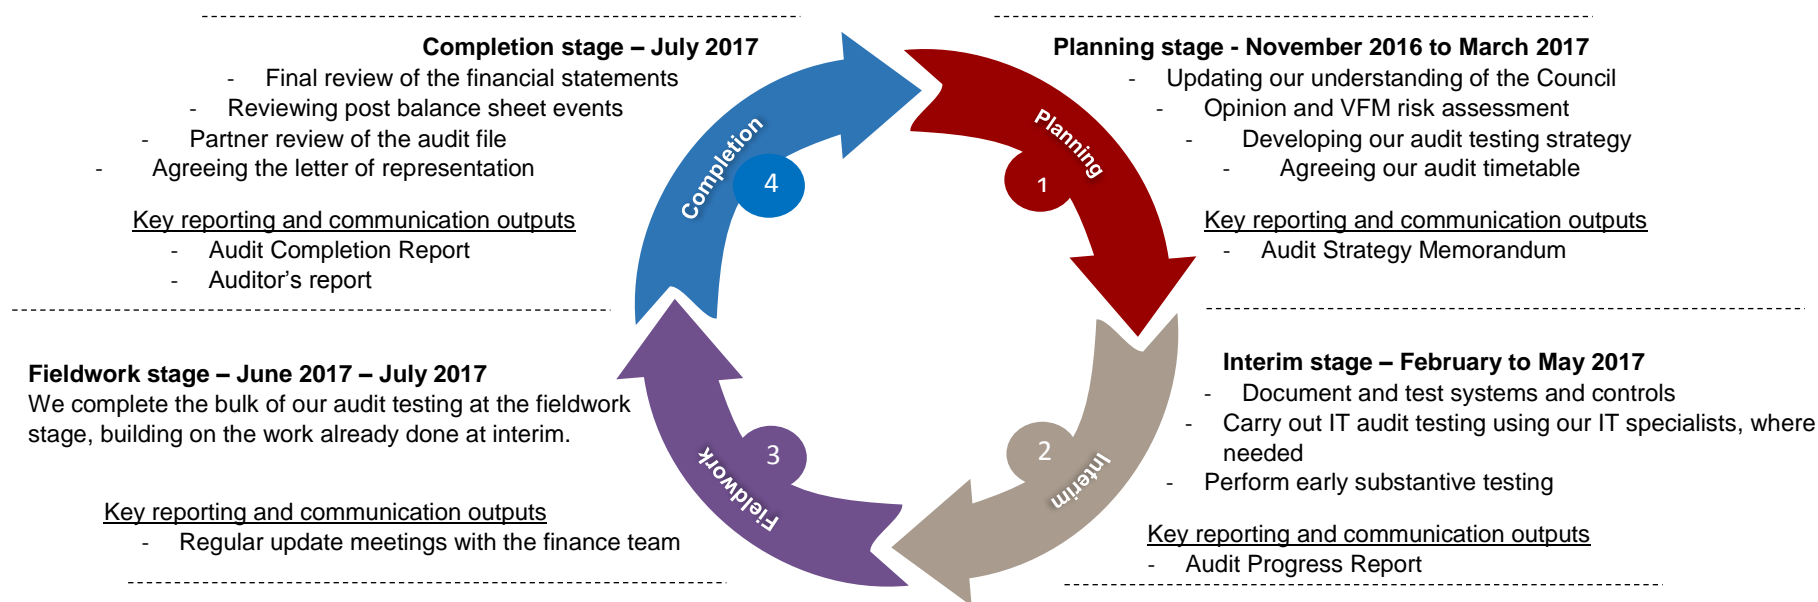 Completion stage – July 2017
- Final review of the financial statements
- Reviewing post balance sheet events
- Partner review of the audit file
- Agreeing the letter of representation
Key reporting and communication outputs
- Audit Completion Report
- Auditor’s report
Planning stage - November 2016 to March 2017
- Updating our understanding of the Council
- Opinion and VFM risk assessment
- Developing our audit testing strategy
- Agreeing our audit timetable
Key reporting and communication outputs
- Audit Strategy Memorandum
Completion
4
Planning
1
Fieldwork stage – June 2017 – July 2017
We complete the bulk of our audit testing at the fieldwork
stage, building on the work already done at interim.
Key reporting and communication outputs
- Regular update meetings with the finance team
3
Fieldwork
2
Interim
Interim stage – February to May 2017
- Document and test systems and controls
- Carry out IT audit testing using our IT specialists, where
needed
- Perform early substantive testing
Key reporting and communication outputs
- Audit Progress Report